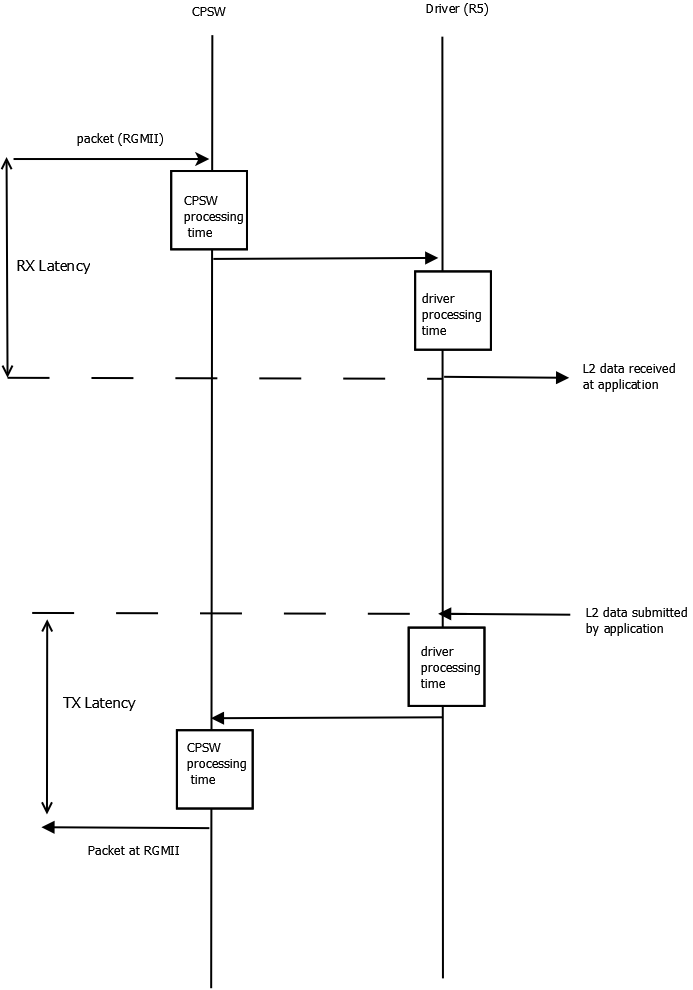 CPSW
Driver (R5)
packet (RGMII)
CPSW
processing
time
RX Latency
driver
processing
time
L2 data received
at application
L2 data submitted
by application
driver
processing
time
TX Latency
CPSW
processing
time
Packet at RGMII